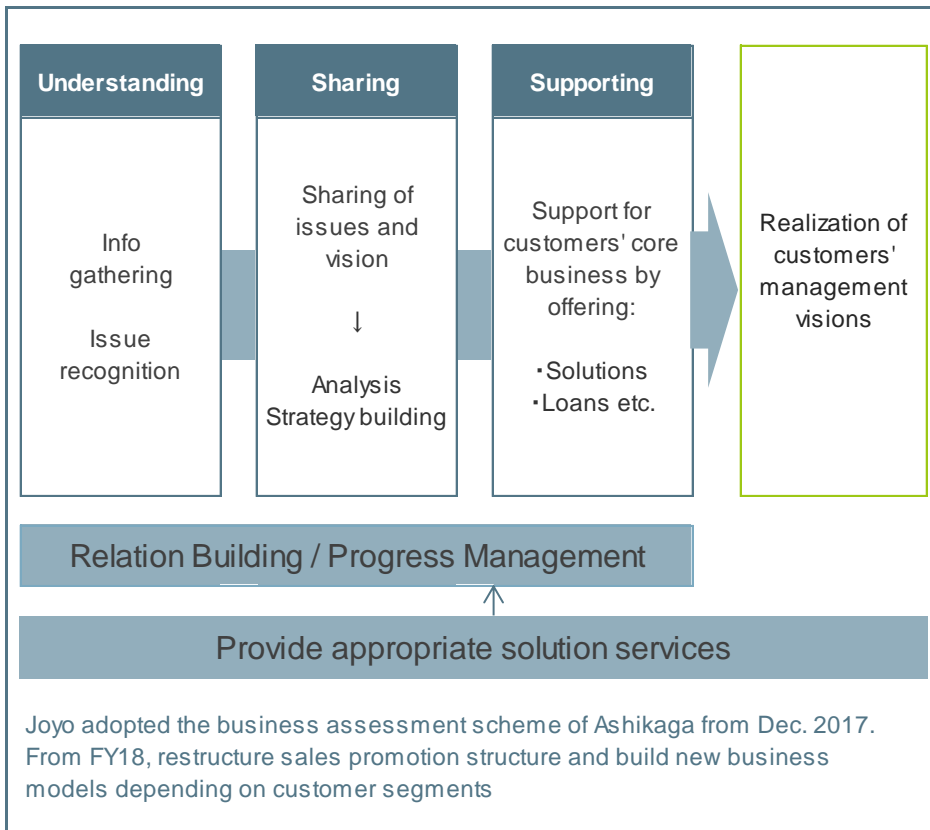 Understanding
Info
gathering
Issue
recognition
Sharing
Sharing of
issues and
vision
↓
Analysis
Strategy building
Supporting
Support for
customers' core
business by
offering:
・Solutions
・Loans etc.
Realization of
customers'
management
visions
Relation Building / Progress Management
Provide appropriate solution services
Joyo adopted the business assessment scheme of Ashikaga from Dec. 2017.
From FY18, restructure sales promotion structure and build new business
models depending on customer segments